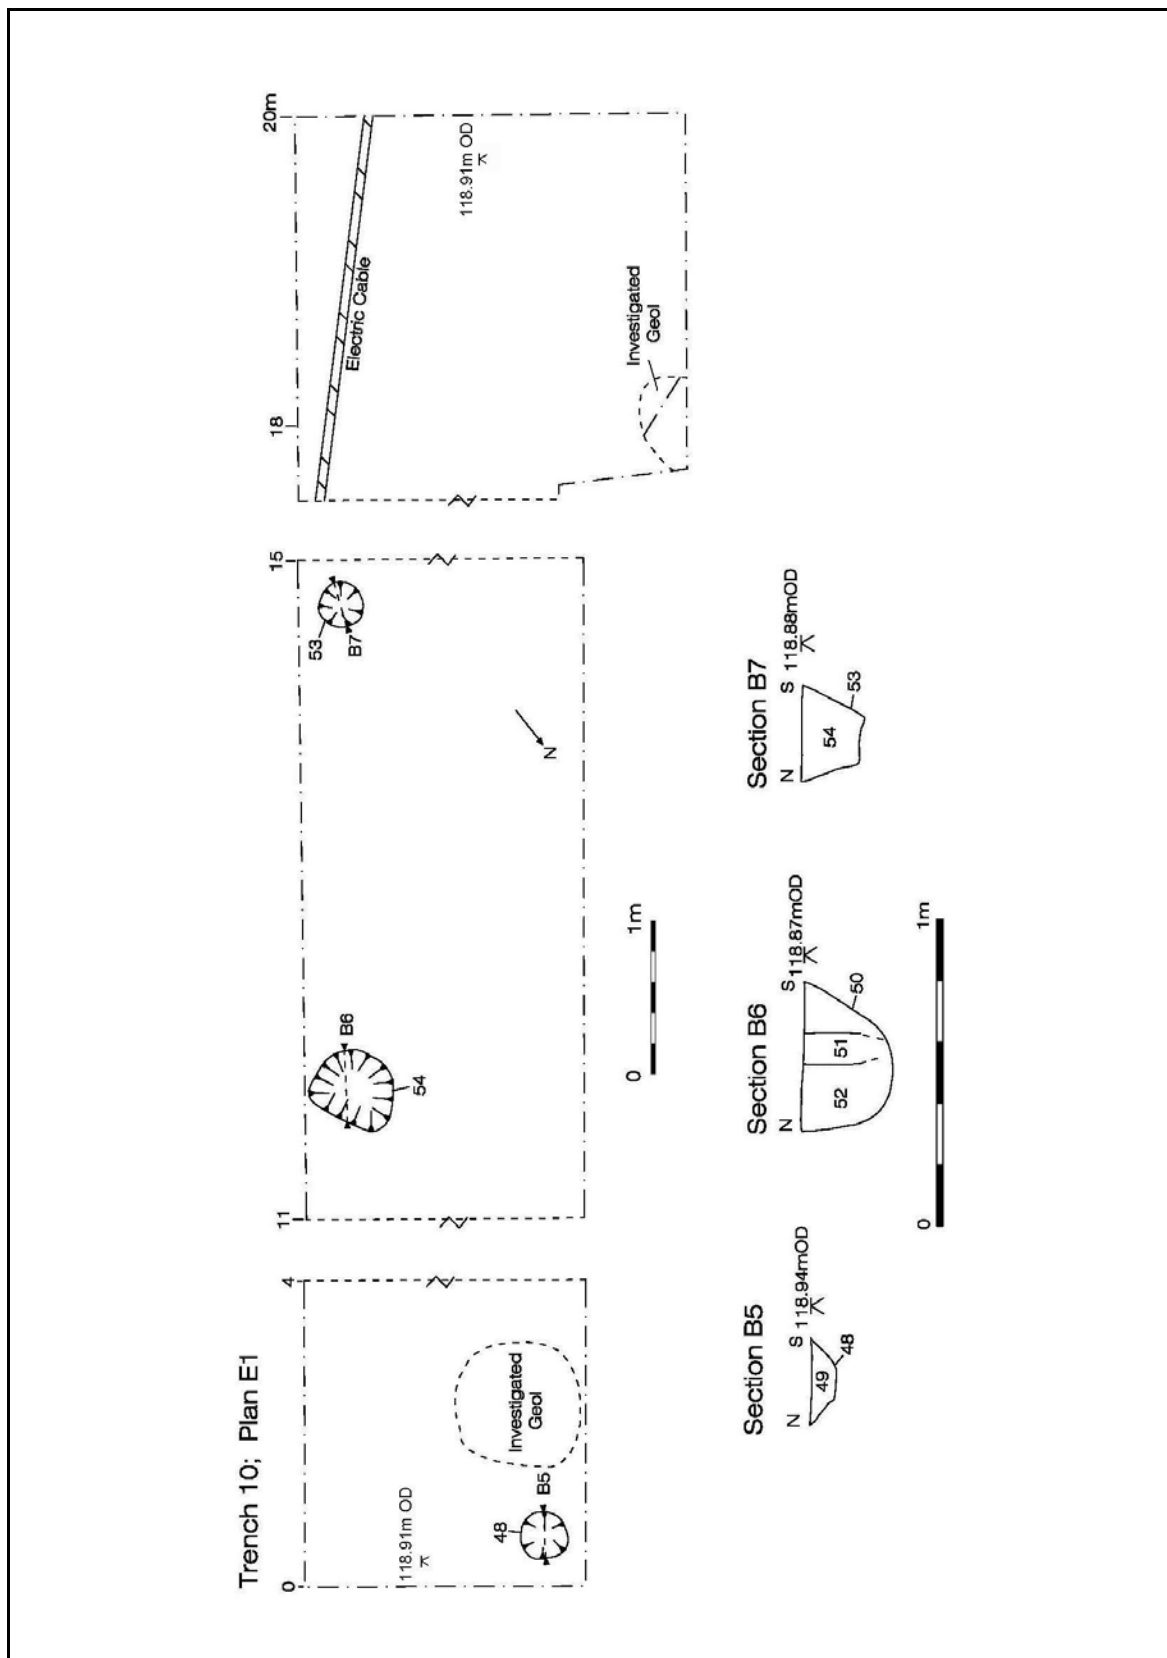 Trench 10; Plan E1
0
4
11
15
18
20m
118.91m OD
48
B5
Investigated
Geol
B6
54
53
B7
N
Electric Cable
118.91m OD
Investigated
Geol
0
1m
Section B5
N
S
118.94mOD
49
48
Section B6
N
S
118.87mOD
52
51
50
Section B7
N
S
118.88mOD
54
53
0
1m